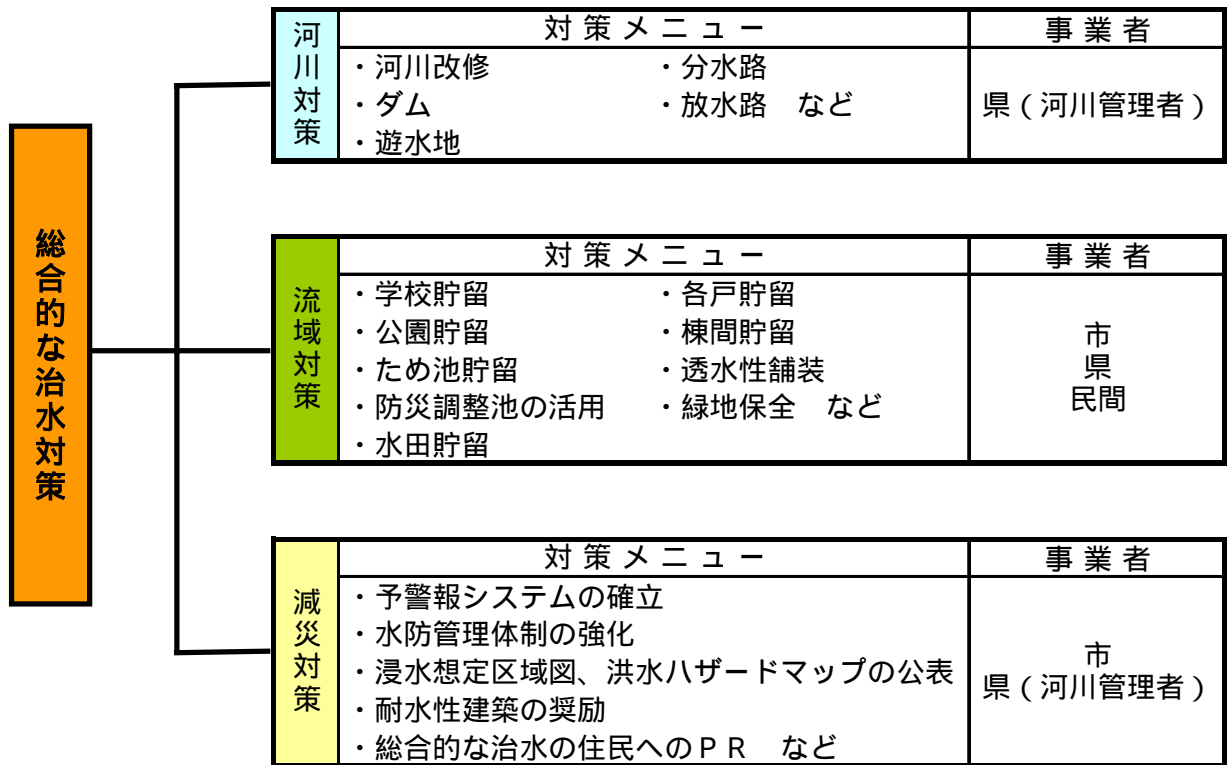 総合的な治水対策
河川対策
対策メニュー
事業者
・河川改修
・分水路
・ダム
・放水路　など
・遊水地
県（河川管理者）
流域対策
対策メニュー
事業者
・学校貯留
・各戸貯留
・公園貯留
・棟間貯留
・ため池貯留
・透水性舗装
・防災調整池の活用
・緑地保全　など
・水田貯留
市
県
民間
減災対策
対策メニュー
事業者
・予警報システムの確立
・水防管理体制の強化
・浸水想定区域図、洪水ハザードマップの公表
・耐水性建築の奨励
・総合的な治水の住民へのＰＲ　など
市
県（河川管理者）